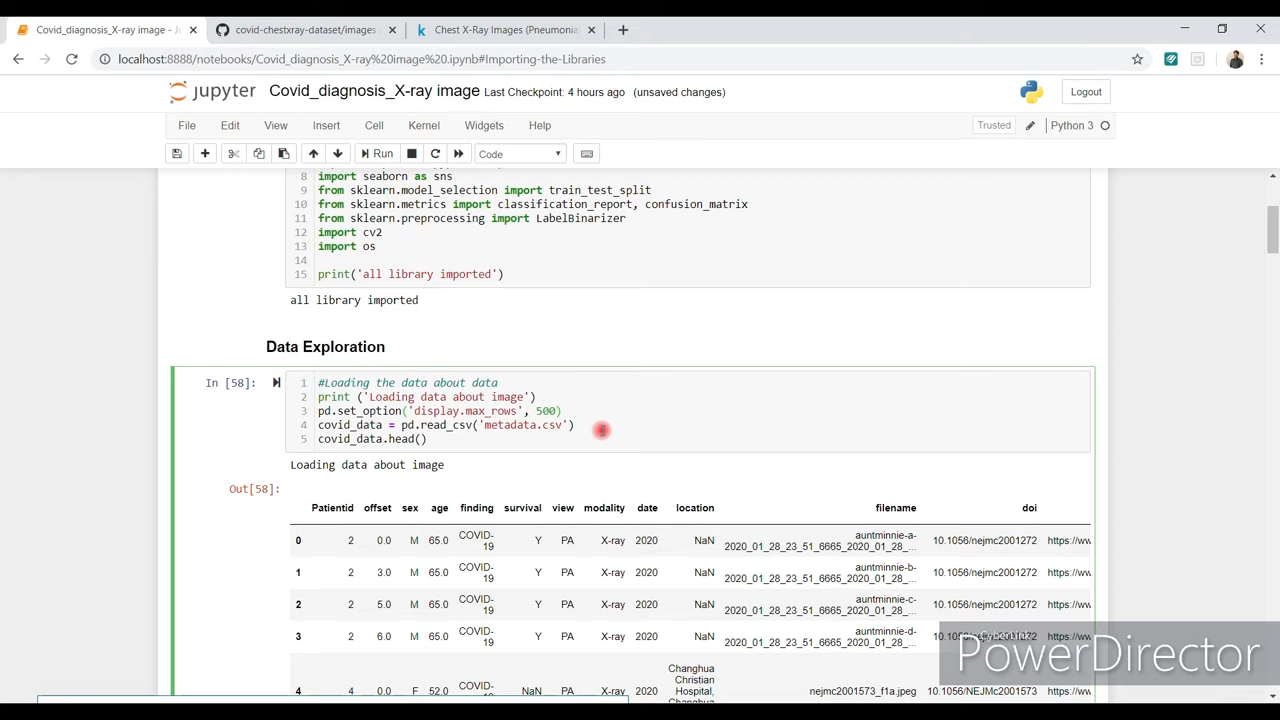 Covid_diagnosis_X-ray image - Ju
covid-chestxray-dataset/images a
Chest X-Ray Images (Pneumonia)
localhost:8888/notebooks/Covid_diagnosis_X-ray%20image%20.ipynb#Importing-the-Libraries
jupyter Covid_diagnosis_X-ray image Last Checkpoint: 4 hours ago (unsaved changes) Logout
File Edit View Insert Cell Kernel Widgets Help Trusted Python 3
Run Code
8 import seaborn as sns
9 from sklearn.model_selection import train_test_split
10 from sklearn.metrics import classification_report, confusion_matrix
11 from sklearn.preprocessing import LabelBinarizer
12 import cv2
13 import os
14
15 print('all library imported')
all library imported
Data Exploration
In [58]:
1 #Loading the data about data
2 print ('Loading data about image')
3 pd.set_option('display.max_rows', 500)
4 covid_data = pd.read_csv('metadata.csv')
5 covid_data.head()
Loading data about image
Out[58]:
Patientid offset sex age finding survival view modality date location filename doi
0 2 0.0 M 65.0 COVID-19 Y PA X-ray 2020 NaN auntminnie-a-2020_01_28_23_51_6665_2020_01_28_... 10.1056/nejmc2001272 https://ww
1 2 3.0 M 65.0 COVID-19 Y PA X-ray 2020 NaN auntminnie-b-2020_01_28_23_51_6665_2020_01_28_... 10.1056/nejmc2001272 https://ww
2 2 5.0 M 65.0 COVID-19 Y PA X-ray 2020 NaN auntminnie-c-2020_01_28_23_51_6665_2020_01_28_... 10.1056/nejmc2001272 https://ww
3 2 6.0 M 65.0 COVID-19 Y PA X-ray 2020 NaN auntminnie-d-2020_01_28_23_51_6665_2020_01_28_... 10.1056/nejmc2001272 https://ww
4 4 0.0 F 52.0 COVID- NaN PA X-ray 2020 Changhua Christian Hospital, Changhua nejmc2001573_f1a.jpeg 10.1056/NEJMc2001573 https://ww
PowerDirector